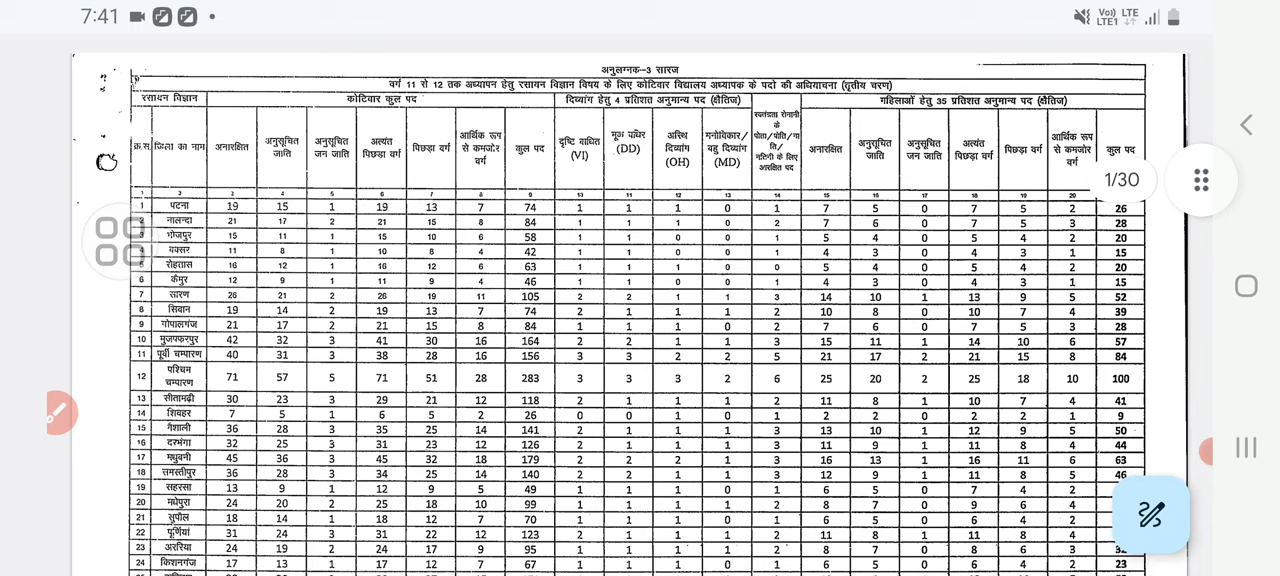 7:41
Vo)) LTE
LTE1
अनुलग्नक-3 सारज
वर्ग 11 से 12 तक अध्यापन हेतु रसायन विज्ञान विषय के लिए कोटिवार विद्यालय अध्यापक के पदों की अधियाचना (तृतीय चरण)
रसायन विज्ञान कोटिवार कुल पद दिव्यांग हेतु 4 प्रतिशत अनुमान्य पद (क्षैतिज) महिलाओं हेतु 35 प्रतिशत अनुमान्य पद (क्षैतिज)
क्र.स. जिला का नाम अनारक्षित अनुसूचित जाति अनुसूचित जन जाति अत्यंत पिछड़ा वर्ग पिछड़ा वर्ग आर्थिक रूप से कमजोर वर्ग कुल पद दृष्टि बाधित (VI) मूक बधिर (DD) अस्थि दिव्यांग (OH) मनोविकार/ बहु दिव्यांग (MD) के लिए आरक्षित पद अनारक्षित अनुसूचित जाति अनुसूचित जन जाति अत्यंत पिछड़ा वर्ग पिछड़ा वर्ग आर्थिक रूप से कमजोर वर्ग कुल पद
1/30
1 3 4 5 6 7 8 9 10 11 12 13 14 15 16 17 18 19 20
1 पटना 19 15 1 19 13 7 74 1 1 1 0 1 7 5 0 7 5 2 26
2 नालन्दा 21 17 2 21 15 8 84 1 1 1 0 2 7 6 0 7 5 3 28
3 भोजपुर 15 11 1 15 10 6 58 1 1 0 0 1 5 4 0 5 4 2 20
बक्सर 11 8 1 10 8 4 42 1 1 0 0 1 4 3 0 4 3 1 15
5 रोहतास 16 12 1 16 12 6 63 1 1 1 0 0 5 4 0 5 4 2 20
6 कैमूर 12 9 1 11 9 4 46 1 1 0 0 1 4 3 0 4 3 1 15
7 सारण 26 21 2 26 19 11 105 2 2 1 1 3 14 10 1 13 9 5 52
8 सिवान 19 14 2 19 13 7 74 2 1 1 1 2 10 8 0 10 7 4 39
9 गोपालगंज 21 17 2 21 15 8 84 1 1 1 0 2 7 6 0 7 5 3 28
10 मुजफ्फरपुर 42 32 3 41 30 16 164 2 2 1 1 3 15 11 1 14 10 6 57
11 पूर्वी चम्पारण 40 31 3 38 28 16 156 3 3 2 2 5 21 17 2 21 15 8 84
12 पश्चिम चम्पारण 71 57 5 71 51 28 283 3 3 3 2 6 25 20 2 25 18 10 100
13 सीतामढ़ी 30 23 3 29 21 12 118 2 1 1 1 2 11 8 1 10 7 4 41
14 शिवहर 7 5 1 6 5 2 26 0 0 1 0 1 2 2 0 2 2 1 9
15 वैशाली 36 28 3 35 25 14 141 2 1 1 1 3 13 10 1 12 9 5 50
16 दरभंगा 32 25 3 31 23 12 126 2 1 1 1 3 11 9 1 11 8 4 44
17 मधुवनी 45 36 3 45 32 18 179 2 2 2 1 3 16 13 1 16 11 6 63
18 समस्तीपुर 36 28 3 34 25 14 140 2 2 1 1 3 12 9 1 11 8 5 46
19 सहरसा 13 9 1 12 9 5 49 1 1 1 0 1 6 5 0 7 4 2
20 मधेपुरा 24 20 2 25 18 10 99 1 1 1 1 2 8 7 0 9 6 4
21 सुपौल 18 14 1 18 12 7 70 1 1 1 0 1 6 5 0 6 4 2
22 पूर्णियां 31 24 3 31 22 12 123 2 1 1 1 2 11 8 1 11 8 4
23 अररिया 24 19 2 24 17 9 95 1 1 1 1 2 8 7 0 8 6 3
24 किशनगंज 17 13 1 17 12 7 67 1 1 1 0 1 6 5 0 6 4 2 23